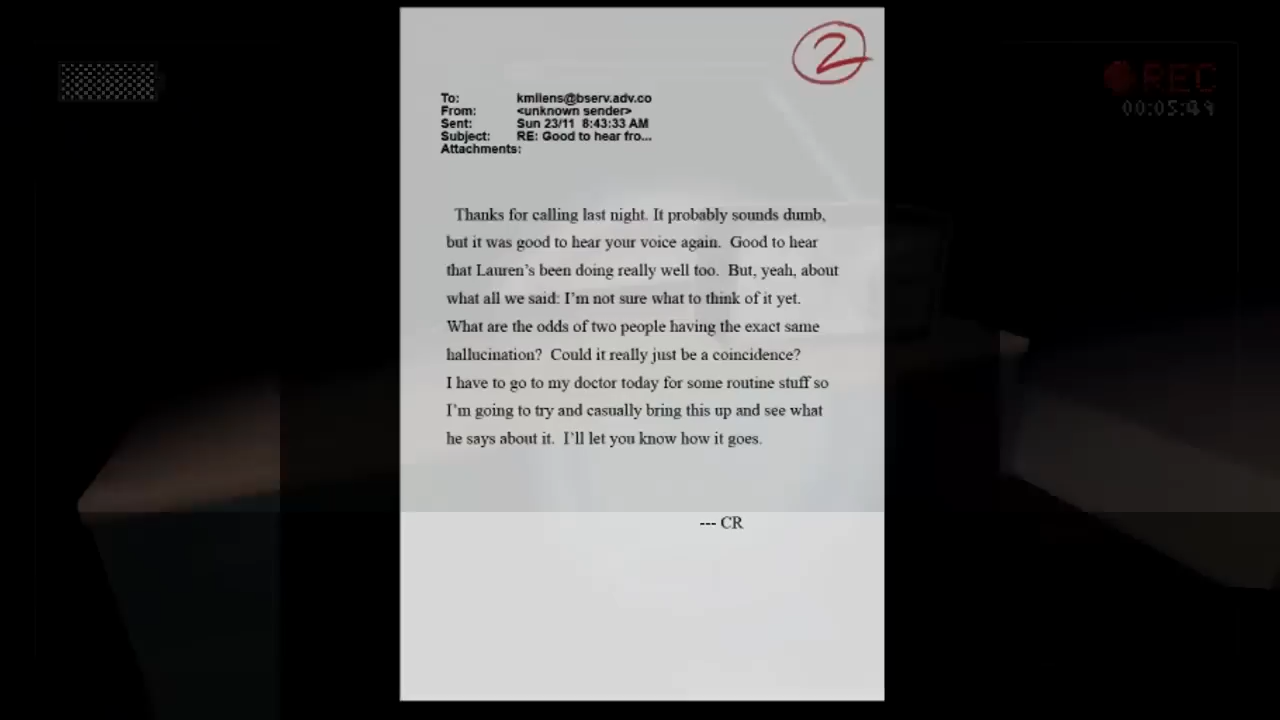 2
REC
00:05:49
To: kmliens@bserv.adv.co
From: <unknown sender>
Sent: Sun 23/11 8:43:33 AM
Subject: RE: Good to hear fro...
Attachments:
Thanks for calling last night. It probably sounds dumb,
but it was good to hear your voice again. Good to hear
that Lauren's been doing really well too. But, yeah, about
what all we said: I'm not sure what to think of it yet.
What are the odds of two people having the exact same
hallucination? Could it really just be a coincidence?
I have to go to my doctor today for some routine stuff so
I'm going to try and casually bring this up and see what
he says about it. I'll let you know how it goes.
--- CR